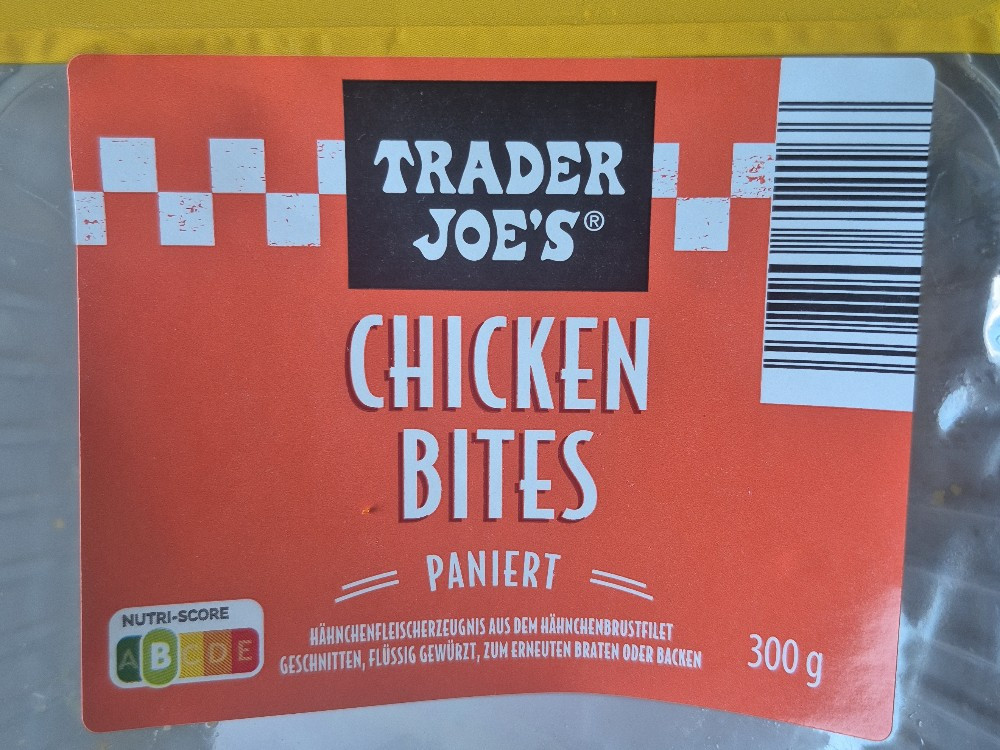 TRADER
JOE'S®
CHICKEN
BITES
PANIERT
NUTRI-SCORE
A B C D E
HÄHNCHENFLEISCHERZEUGNIS AUS DEM HÄHNCHENBRUSTFILET
GESCHNITTEN, FLÜSSIG GEWÜRZT, ZUM ERNEUTEN BRATEN ODER BACKEN
300 g